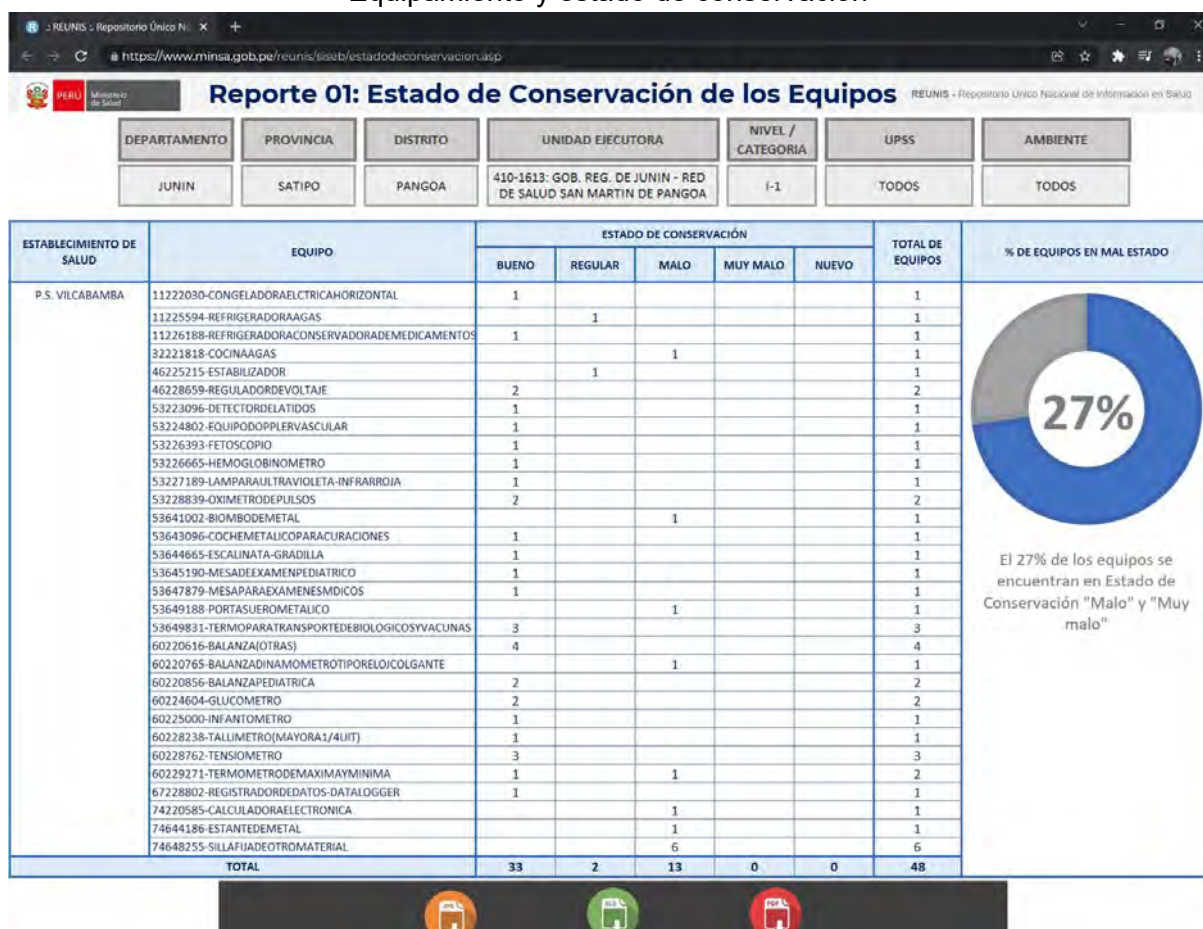 Equipamiento y estado de conservación
:: REUNIS :: Repositorio Único N
https://www.minsa.gob.pe/reunis/siseb/estadodeconservacion.asp
PERÚ Ministerio de Salud
Reporte 01: Estado de Conservación de los Equipos
REUNIS - Repositorio Único Nacional de Información en Salud
DEPARTAMENTO PROVINCIA DISTRITO UNIDAD EJECUTORA NIVEL / CATEGORIA UPSS AMBIENTE
JUNIN SATIPO PANGOA 410-1613: GOB. REG. DE JUNIN - RED DE SALUD SAN MARTIN DE PANGOA I-1 TODOS TODOS
ESTABLECIMIENTO DE SALUD EQUIPO ESTADO DE CONSERVACIÓN TOTAL DE EQUIPOS % DE EQUIPOS EN MAL ESTADO
BUENO REGULAR MALO MUY MALO NUEVO
P.S. VILCABAMBA 11222030-CONGELADORAELCTRICAHORIZONTAL 1 1
11225594-REFRIGERADORAAGAS 1 1
11226188-REFRIGERADORACONSERVADORADEMEDICAMENTOS 1 1
32221818-COCINAAGAS 1 1
46225215-ESTABILIZADOR 1 1
46228659-REGULADORDEVOLTAJE 2 2
53223096-DETECTORDELATIDOS 1 1
53224802-EQUIPODOPPLERVASCULAR 1 1
53226393-FETOSCOPIO 1 1
53226665-HEMOGLOBINOMETRO 1 1
53227189-LAMPARAULTRAVIOLETA-INFRARROJA 1 1
53228839-OXIMETRODEPULSOS 2 2
53641002-BIOMBODEMETAL 1 1
53643096-COCHEMETALICOPARACURACIONES 1 1
53644665-ESCALINATA-GRADILLA 1 1
53645190-MESADEEXAMENPEDIATRICO 1 1
53647879-MESAPARAEXAMENESMDICOS 1 1
53649188-PORTASUEROMETALICO 1 1
53649831-TERMOPARATRANSPORTEDEBIOLOGICOSYVACUNAS 3 3
60220616-BALANZA(OTRAS) 4 4
60220765-BALANZADINAMOMETROTIPORELOJCOLGANTE 1 1
60220856-BALANZAPEDIATRICA 2 2
60224604-GLUCOMETRO 2 2
60225000-INFANTOMETRO 1 1
60228238-TALLIMETRO(MAYORA1/4UIT) 1 1
60228762-TENSIOMETRO 3 3
60229271-TERMOMETRODEMAXIMAYMINIMA 1 1 2
67228802-REGISTRADORDEDATOS-DATALOGGER 1 1
74220585-CALCULADORAELECTRONICA 1 1
74644186-ESTANTEDEMETAL 1 1
74648255-SILLAFIJADEOTROMATERIAL 6 6
TOTAL 33 2 13 0 0 48
27%
El 27% de los equipos se
encuentran en Estado de
Conservación "Malo" y "Muy
malo"
XLS
PDF